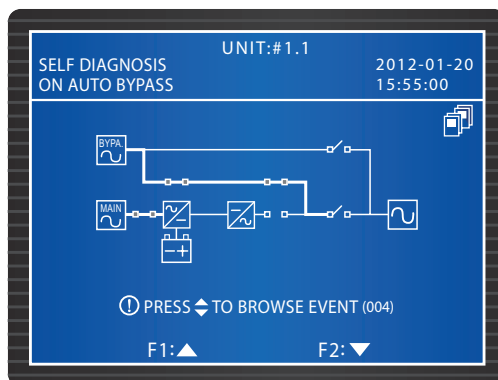 UNIT:#1.1
SELF DIAGNOSIS
ON AUTO BYPASS
2012-01-20
15:55:00
BYPA.
MAIN
PRESS TO BROWSE EVENT (004)
F1:
F2: